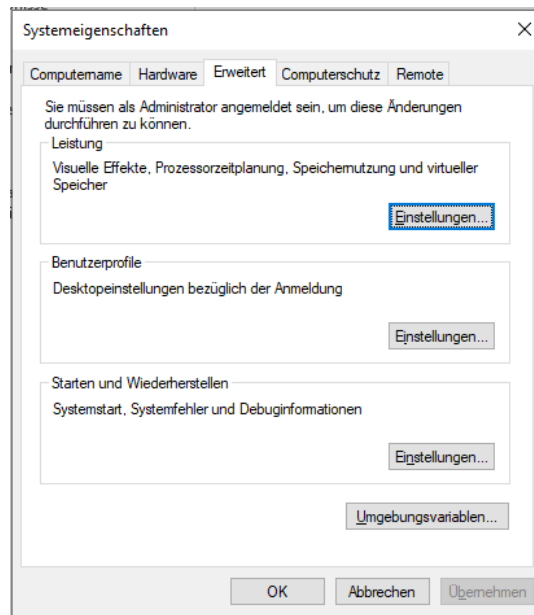 Systemeigenschaften
Computername Hardware Erweitert Computerschutz Remote
Sie müssen als Administrator angemeldet sein, um diese Änderungen
durchführen zu können.
Leistung
Visuelle Effekte, Prozessorzeitplanung, Speichernutzung und virtueller
Speicher
Einstellungen...
Benutzerprofile
Desktopeinstellungen bezüglich der Anmeldung
Einstellungen...
Starten und Wiederherstellen
Systemstart, Systemfehler und Debuginformationen
Einstellungen...
Umgebungsvariablen...
OK Abbrechen Übernehmen